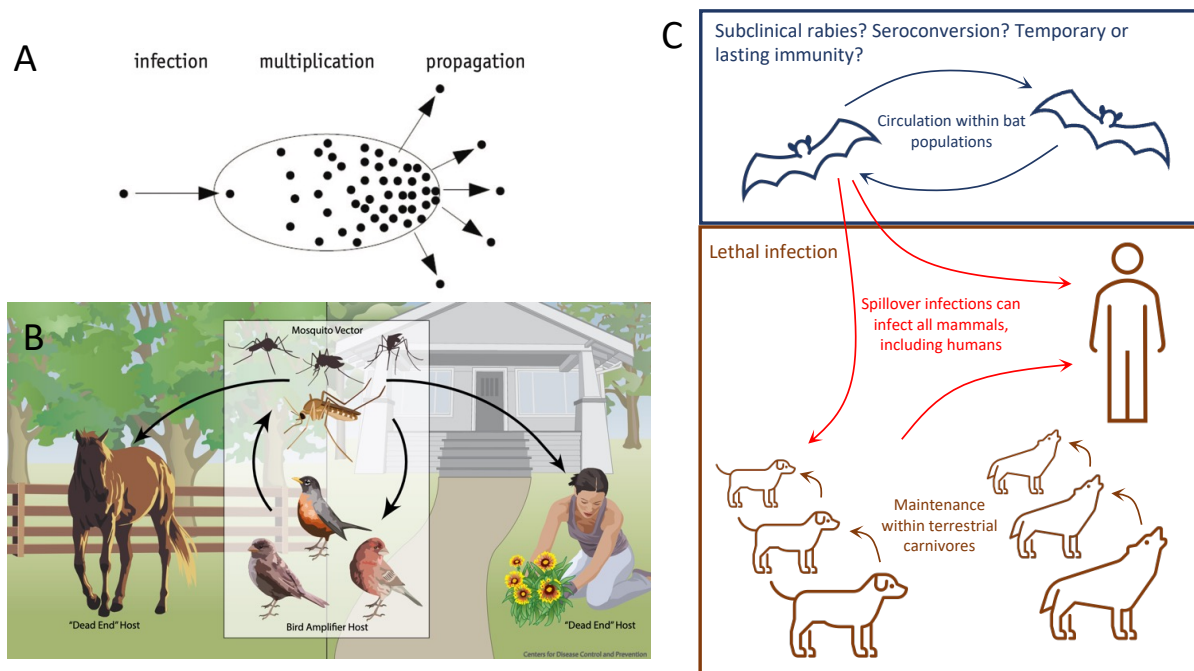 A
infection multiplication propagation
B
Mosquito Vector
"Dead End" Host
Bird Amplifier Host
"Dead End" Host
Centers for Disease Control and Prevention
C
Subclinical rabies? Seroconversion? Temporary or
lasting immunity?
Circulation within bat
populations
Lethal infection
Spillover infections can
infect all mammals,
including humans
Maintenance
within terrestrial
carnivores